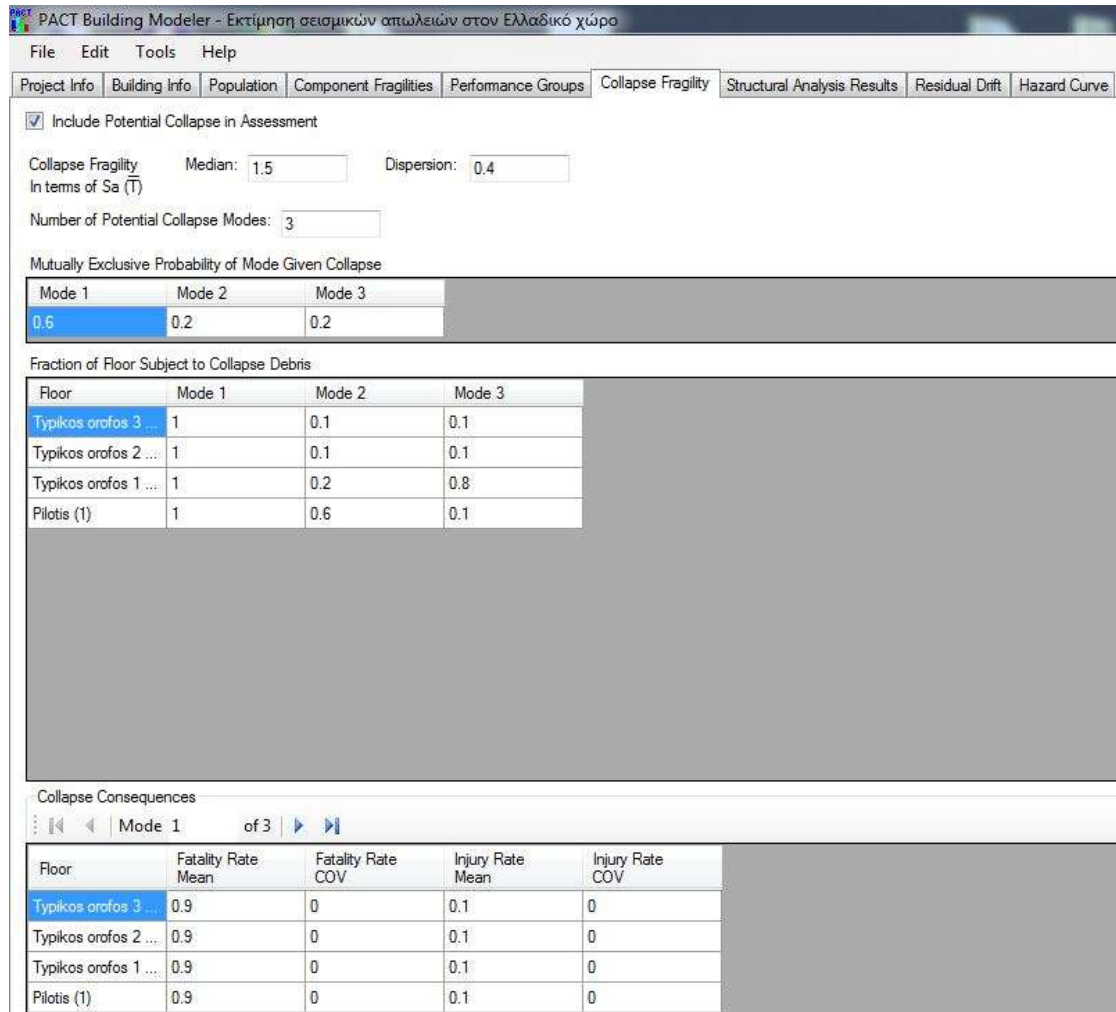 PACT PACT Building Modeler - Εκτίμηση σεισμικών απωλειών στον Ελλαδικό χώρο
File Edit Tools Help
Project Info Building Info Population Component Fragilities Performance Groups Collapse Fragility Structural Analysis Results Residual Drift Hazard Curve
Include Potential Collapse in Assessment
Collapse Fragility Median: 1.5 Dispersion: 0.4
In terms of Sa (T̅)
Number of Potential Collapse Modes: 3
Mutually Exclusive Probability of Mode Given Collapse
Mode 1 Mode 2 Mode 3
0.6 0.2 0.2
Fraction of Floor Subject to Collapse Debris
Floor Mode 1 Mode 2 Mode 3
Typikos orofos 3 ... 1 0.1 0.1
Typikos orofos 2 ... 1 0.1 0.1
Typikos orofos 1 ... 1 0.2 0.8
Pilotis (1) 1 0.6 0.1
Collapse Consequences
Mode 1 of 3
Floor Fatality Rate Mean Fatality Rate COV Injury Rate Mean Injury Rate COV
Typikos orofos 3 ... 0.9 0 0.1 0
Typikos orofos 2 ... 0.9 0 0.1 0
Typikos orofos 1 ... 0.9 0 0.1 0
Pilotis (1) 0.9 0 0.1 0